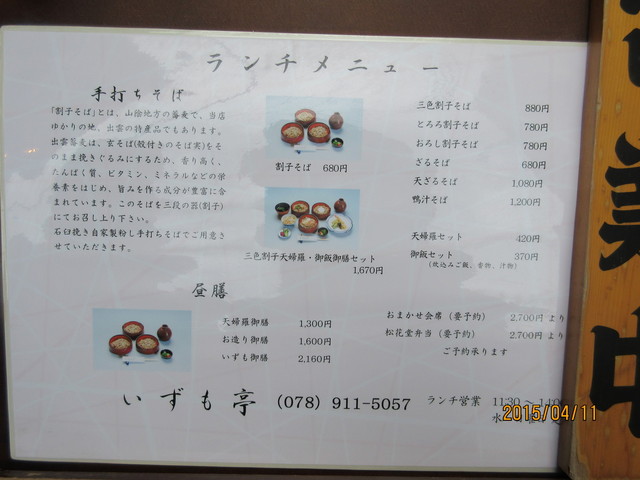 ランチメニュー
手打ちそば
「割子そば」とは、山陰地方の蕎麦で、当店
ゆかりの地、出雲の特産品でもあります。
出雲蕎麦は、玄そば(殻付きのそば実)をそ
のまま挽きぐるみにするため、香り高く、
たんぱく質、ビタミン、ミネラルなどの栄
養素をはじめ、旨みを作る成分が豊富に含
まれています。このそばを三段の器(割子)
にてお召し上り下さい。
石臼挽き自家製粉し手打ちそばでご用意さ
せていただきます。
割子そば 680円
三色割子天婦羅・御飯御膳セット
1,670円
三色割子そば 880円
とろろ割子そば 780円
おろし割子そば 780円
ざるそば 680円
天ざるそば 1,080円
鴨汁そば 1,200円
天婦羅セット 420円
御飯セット 370円
(炊込みご飯、香物、汁物)
昼膳
天婦羅御膳 1,300円
お造り御膳 1,600円
いずも御膳 2,160円
おまかせ会席(要予約) 2,700円より
松花堂弁当(要予約) 2,700円より
ご予約承ります
いずも亭 (078) 911-5057
ランチ営業 11:30 ～
水
2015/04/11